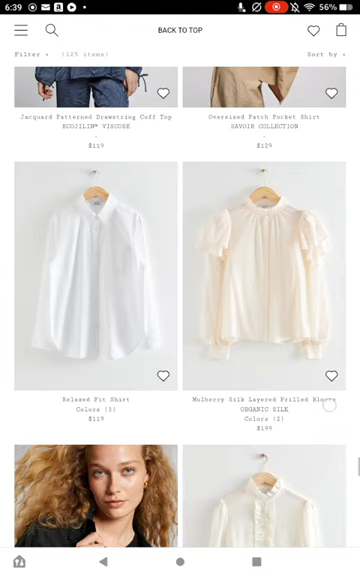 6:39
56%
BACK TO TOP
Filter
(125 items)
Sort by
Jacquard Patterned Drawstring Cuff Top
ECOJILIN® VISCOSE
$119
Oversized Patch Pocket Shirt
SAVOIE COLLECTION
$129
Relaxed Fit Shirt
Colors (3)
$119
Mulberry Silk Layered Frilled Blouse
ORGANIC SILK
Colors (2)
$199